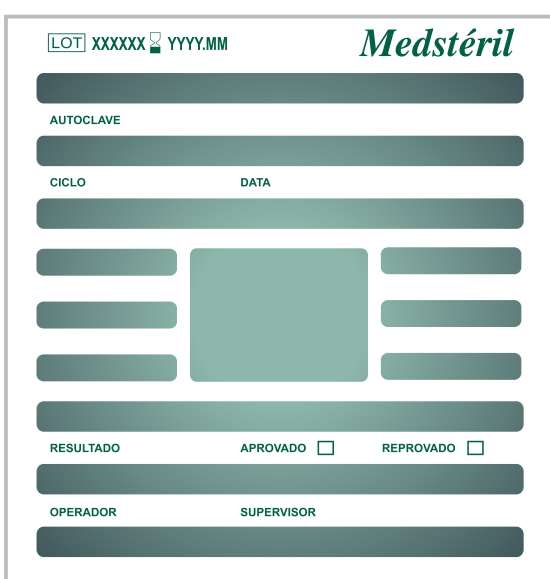 LOT XXXXXX YYYY.MM Medstéril
AUTOCLAVE
CICLO DATA
RESULTADO APROVADO REPROVADO
OPERADOR SUPERVISOR